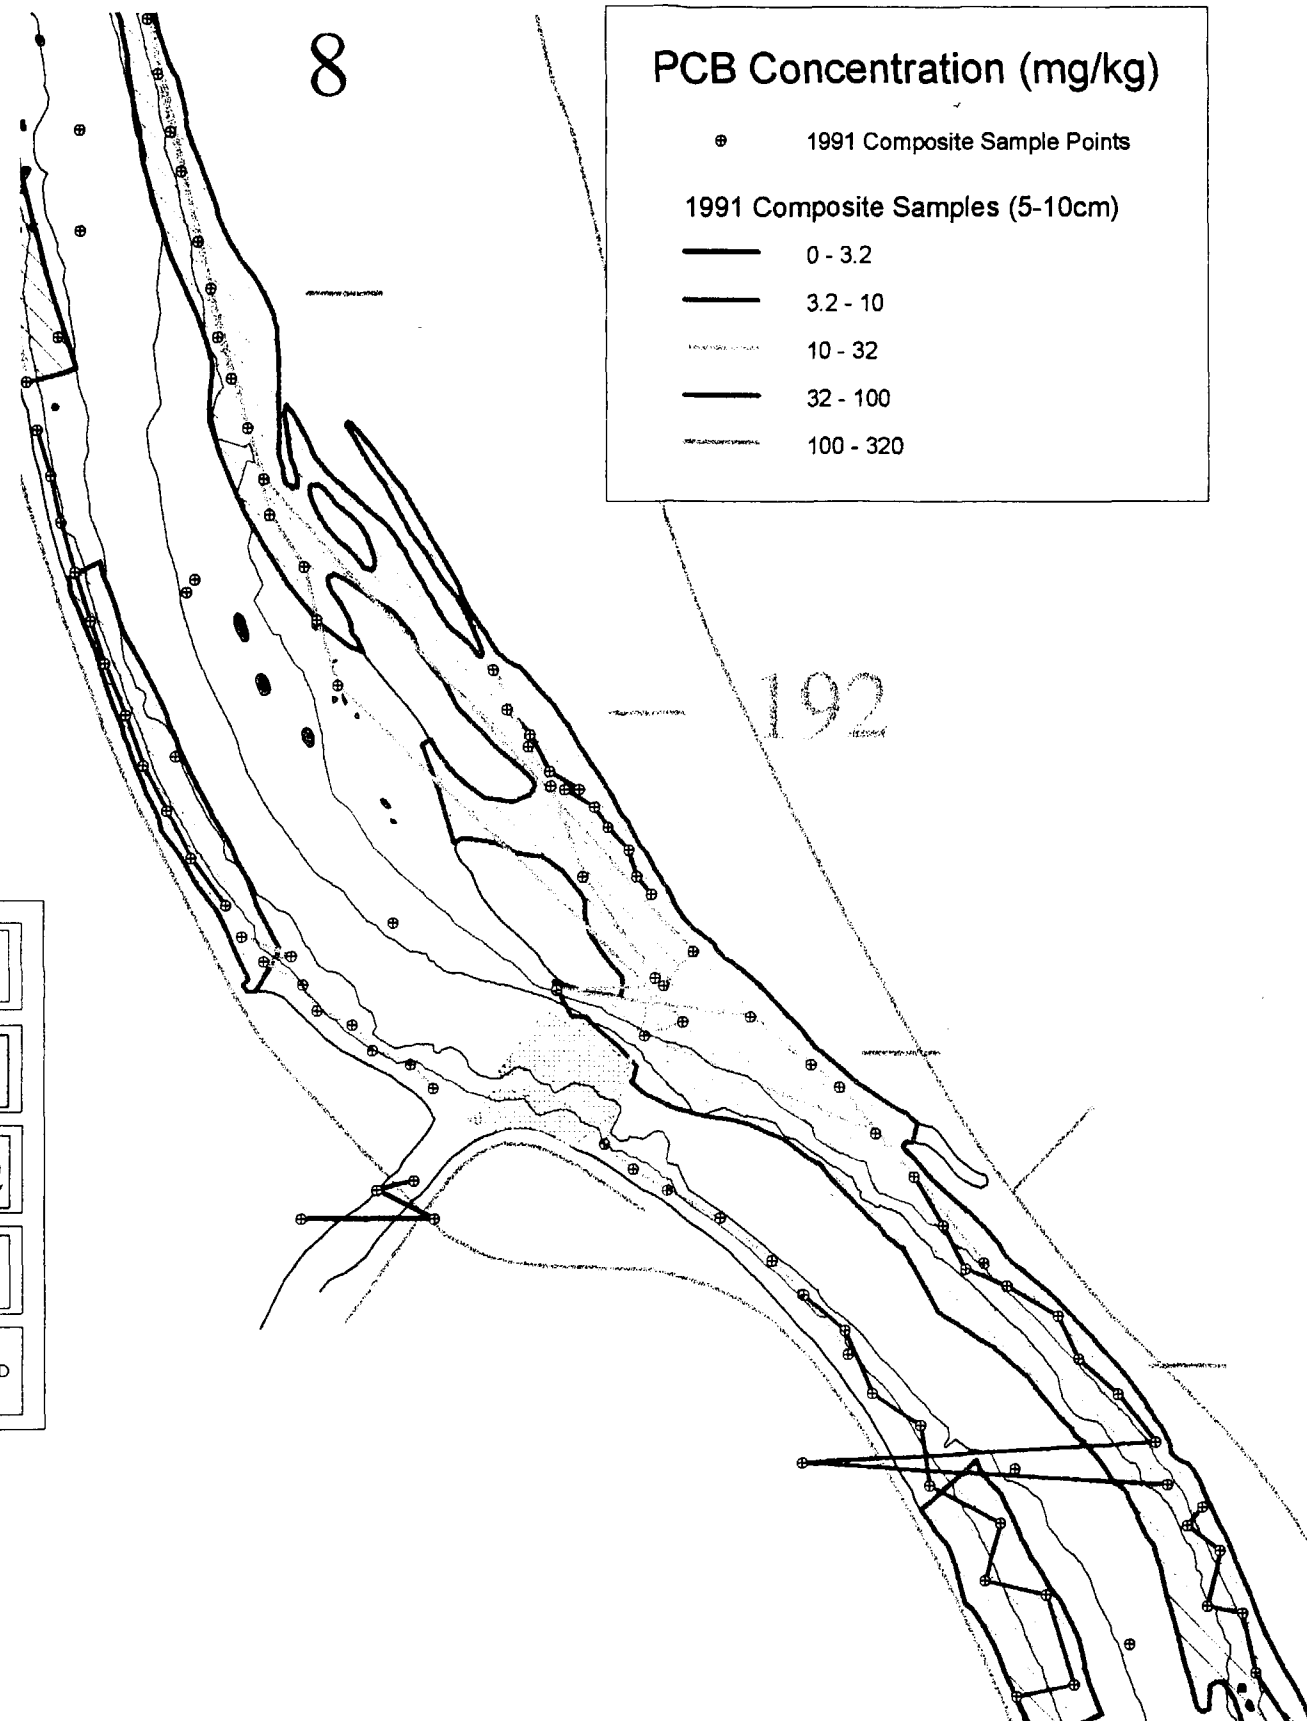 8
PCB Concentration (mg/kg)
1991 Composite Sample Points
1991 Composite Samples (5-10cm)
0 - 3.2
3.2 - 10
10 - 32
32 - 100
100 - 320
192